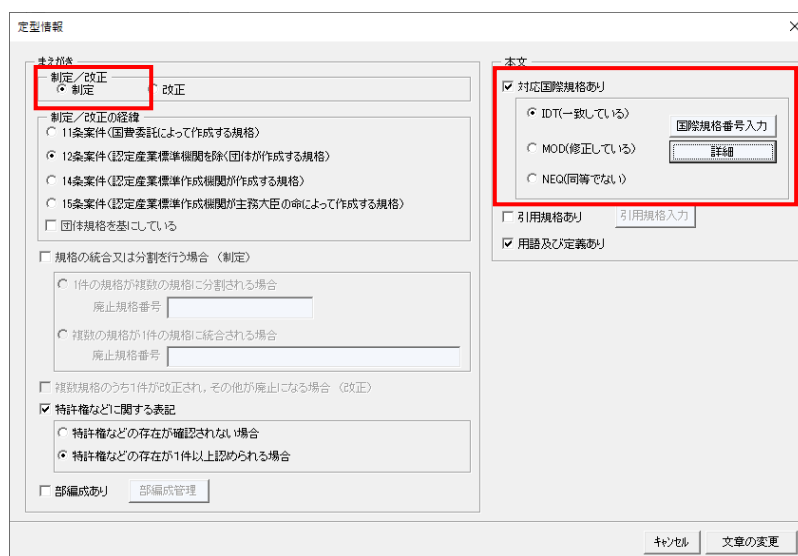 定型情報
まえがき
制定／改正
制定
改正
制定／改正の経緯
11条案件(国費委託によって作成する規格)
12条案件(認定産業標準機関を除く団体が作成する規格)
14条案件(認定産業標準作成機関が作成する規格)
15条案件(認定産業標準作成機関が主務大臣の命によって作成する規格)
団体規格を基にしている
規格の統合又は分割を行う場合 (制定)
1件の規格が複数の規格に分割される場合
廃止規格番号
複数の規格が1件の規格に統合される場合
廃止規格番号
複数規格のうち1件が改正され，その他が廃止になる場合 (改正)
特許権などに関する表記
特許権などの存在が確認されない場合
特許権などの存在が1件以上認められる場合
部編成あり
部編成管理
本文
対応国際規格あり
IDT(一致している)
国際規格番号入力
MOD(修正している)
詳細
NEQ(同等でない)
引用規格あり
引用規格入力
用語及び定義あり
キャンセル
文章の変更